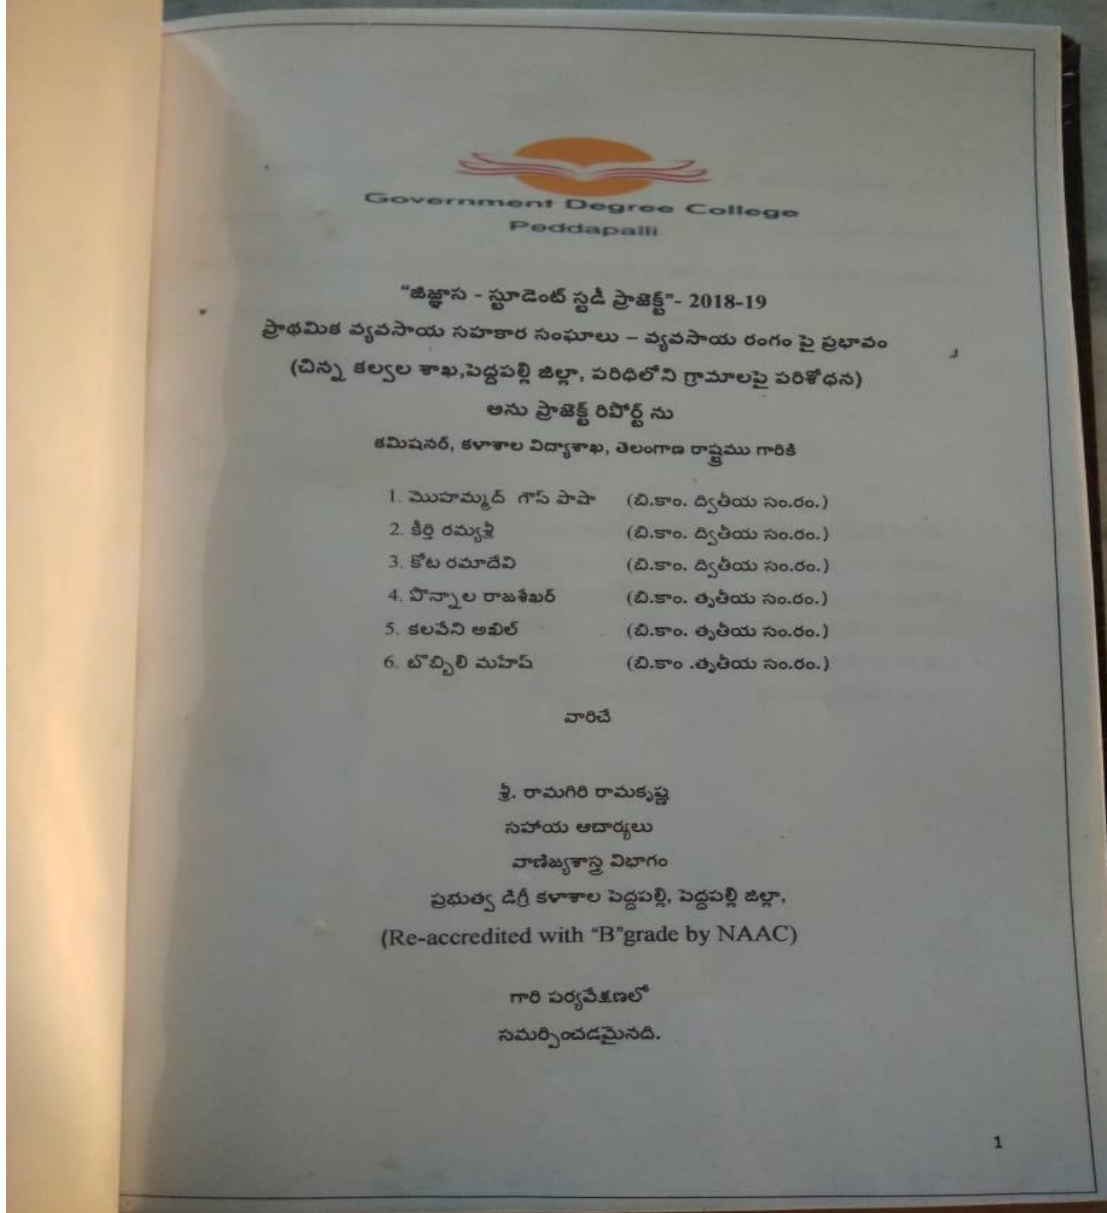 Government Degree College
Peddapalli
“జిజ్ఞాస - స్టూడెంట్ స్టడీ ప్రాజెక్ట్”- 2018-19
ప్రాథమిక వ్యవసాయ సహకార సంఘాలు – వ్యవసాయ రంగం పై ప్రభావం
(చిన్న కల్వల శాఖ,పెద్దపల్లి జిల్లా, పరిధిలోని గ్రామాలపై పరిశోధన)
అను ప్రాజెక్ట్ రిపోర్ట్ ను
కమిషనర్, కళాశాల విద్యాశాఖ, తెలంగాణ రాష్ట్రము గారికి
1. మొహమ్మద్ గౌస్ పాషా (బి.కాం. ద్వితీయ సం.రం.)
2. కీర్తి రమ్యశ్రీ (బి.కాం. ద్వితీయ సం.రం.)
3. కోట రమాదేవి (బి.కాం. ద్వితీయ సం.రం.)
4. పొన్నాల రాజశేఖర్ (బి.కాం. తృతీయ సం.రం.)
5. కలవేని అఖిల్ (బి.కాం. తృతీయ సం.రం.)
6. బొబ్బిలి మహేష్ (బి.కాం .తృతీయ సం.రం.)
వారిచే
శ్రీ. రామగిరి రామకృష్ణ
సహాయ ఆచార్యులు
వాణిజ్యశాస్త్ర విభాగం
ప్రభుత్వ డిగ్రీ కళాశాల పెద్దపల్లి, పెద్దపల్లి జిల్లా,
(Re-accredited with “B”grade by NAAC)
గారి పర్యవేక్షణలో
సమర్పించడమైనది.
1